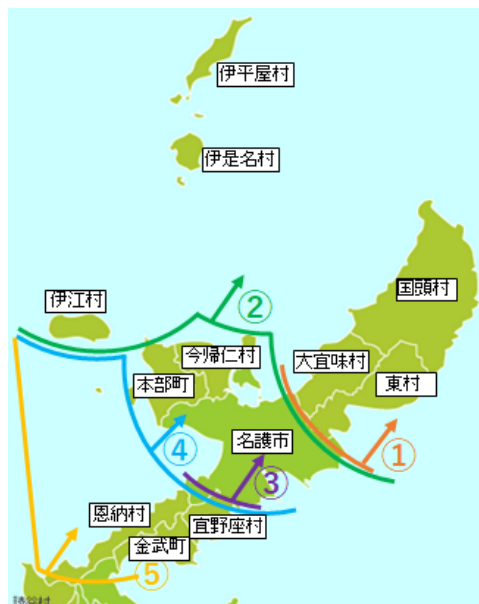 伊平屋村
伊是名村
国頭村
伊江村
②
今帰仁村
大宜味村
本部町
東村
名護市
①
④
③
恩納村
宜野座村
金武町
⑤